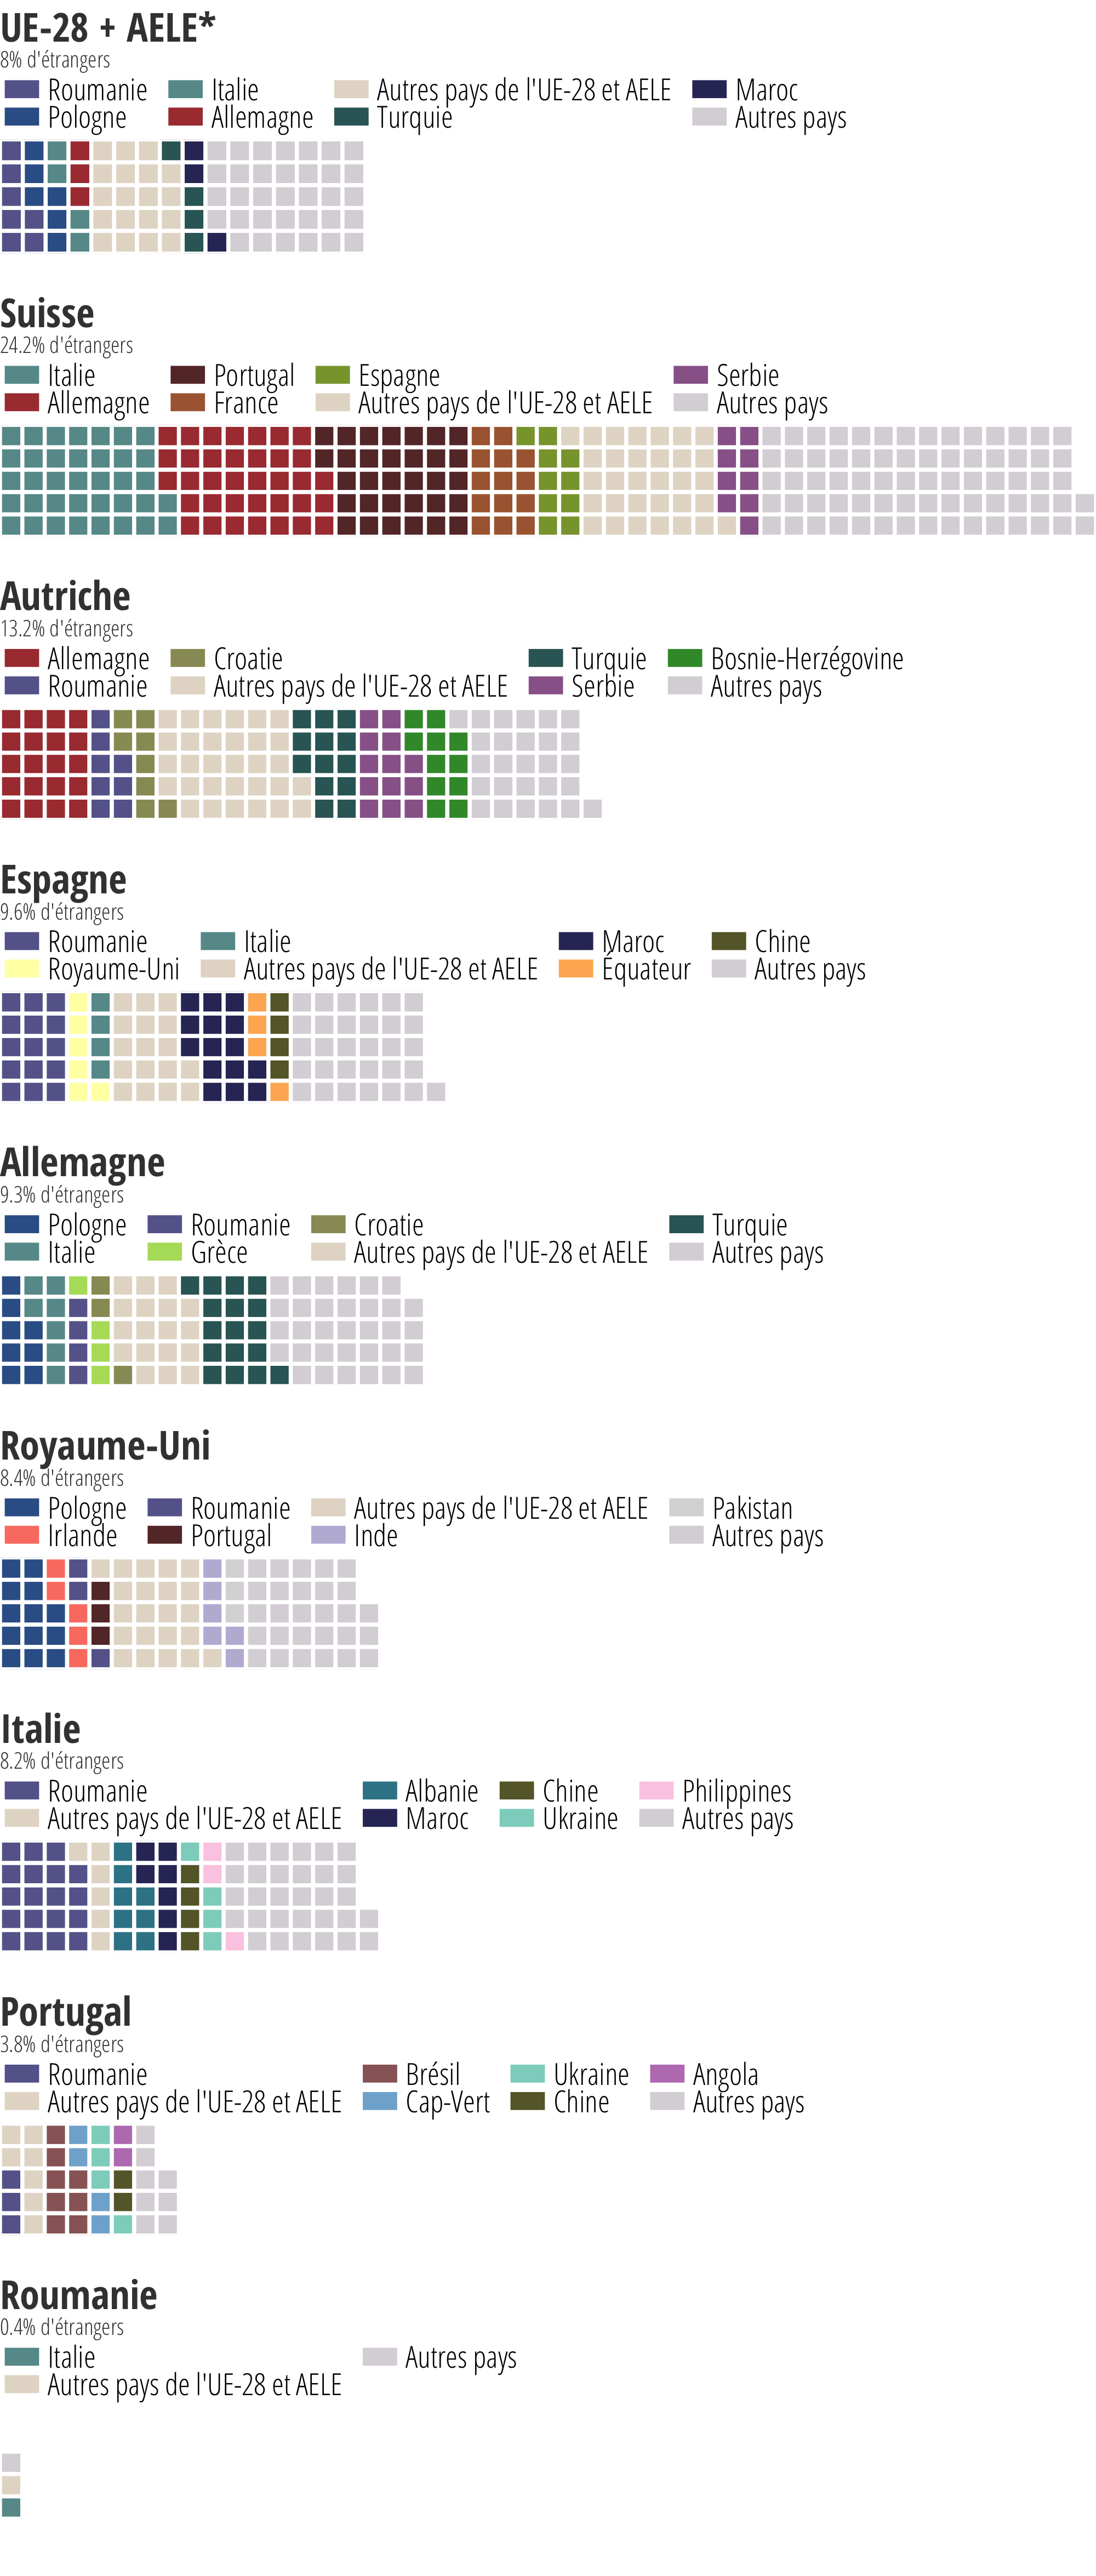 UE-28 + AELE*
8% d'étrangers
Roumanie Italie Autres pays de l'UE-28 et AELE Maroc
Pologne Allemagne Turquie Autres pays
Suisse
24.2% d'étrangers
Italie Portugal Espagne Serbie
Allemagne France Autres pays de l'UE-28 et AELE Autres pays
Autriche
13.2% d'étrangers
Allemagne Croatie Turquie Bosnie-Herzégovine
Roumanie Autres pays de l'UE-28 et AELE Serbie Autres pays
Espagne
9.6% d'étrangers
Roumanie Italie Maroc Chine
Royaume-Uni Autres pays de l'UE-28 et AELE Équateur Autres pays
Allemagne
9.3% d'étrangers
Pologne Roumanie Croatie Turquie
Italie Grèce Autres pays de l'UE-28 et AELE Autres pays
Royaume-Uni
8.4% d'étrangers
Pologne Roumanie Autres pays de l'UE-28 et AELE Pakistan
Irlande Portugal Inde Autres pays
Italie
8.2% d'étrangers
Roumanie Albanie Chine Philippines
Autres pays de l'UE-28 et AELE Maroc Ukraine Autres pays
Portugal
3.8% d'étrangers
Roumanie Brésil Ukraine Angola
Autres pays de l'UE-28 et AELE Cap-Vert Chine Autres pays
Roumanie
0.4% d'étrangers
Italie Autres pays
Autres pays de l'UE-28 et AELE